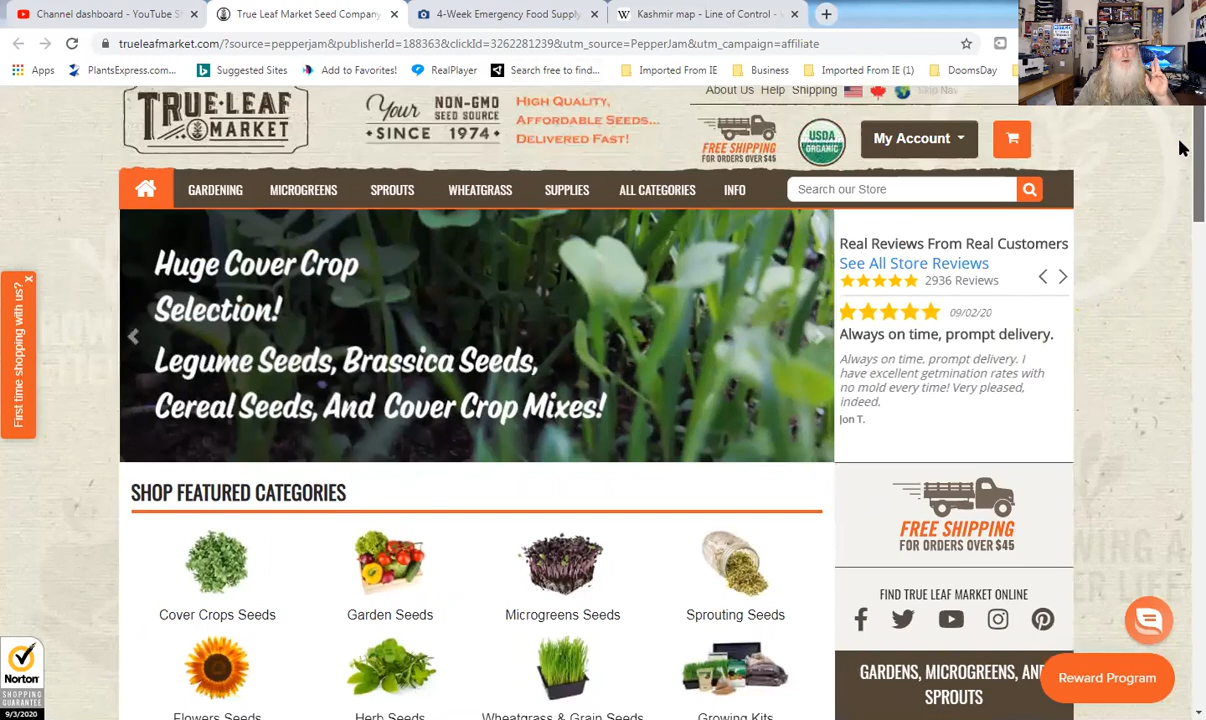 Channel dashboard - YouTube S
True Leaf Market Seed Company
4-Week Emergency Food Supply
Kashmir map - Line of Control -
trueleafmarket.com/?source=pepperjam&publisherId=188363&clickId=3262281239&utm_source=PepperJam&utm_campaign=affiliate
Apps
PlantsExpress.com...
Suggested Sites
Add to Favorites!
RealPlayer
Search free to find...
Imported From IE
Business
Imported From IE (1)
DoomsDay
TRUE LEAF
MARKET
Your NON-GMO
SEED SOURCE
SINCE 1974
HIGH QUALITY,
AFFORDABLE SEEDS...
DELIVERED FAST!
About Us Help Shipping
Skip Nav
FREE SHIPPING
FOR ORDERS OVER $45
USDA
ORGANIC
My Account
GARDENING MICROGREENS SPROUTS WHEATGRASS SUPPLIES ALL CATEGORIES INFO
Search our Store
Huge Cover Crop
Selection!
Legume Seeds, Brassica Seeds,
Cereal Seeds, And Cover Crop Mixes!
Real Reviews From Real Customers
See All Store Reviews
2936 Reviews
09/02/20
Always on time, prompt delivery.
Always on time, prompt delivery. I
have excellent getmination rates with
no mold every time! Very pleased,
indeed.
Jon T.
First time shopping with us? x
SHOP FEATURED CATEGORIES
Cover Crops Seeds
Garden Seeds
Microgreens Seeds
Sprouting Seeds
Flowers Seeds
Herb Seeds
Wheatgrass & Grain Seeds
Growing Kits
FREE SHIPPING
FOR ORDERS OVER $45
FIND TRUE LEAF MARKET ONLINE
GARDENS, MICROGREENS, AND
SPROUTS
Reward Program
Norton
SHOPPING
GUARANTEE
9/3/2020